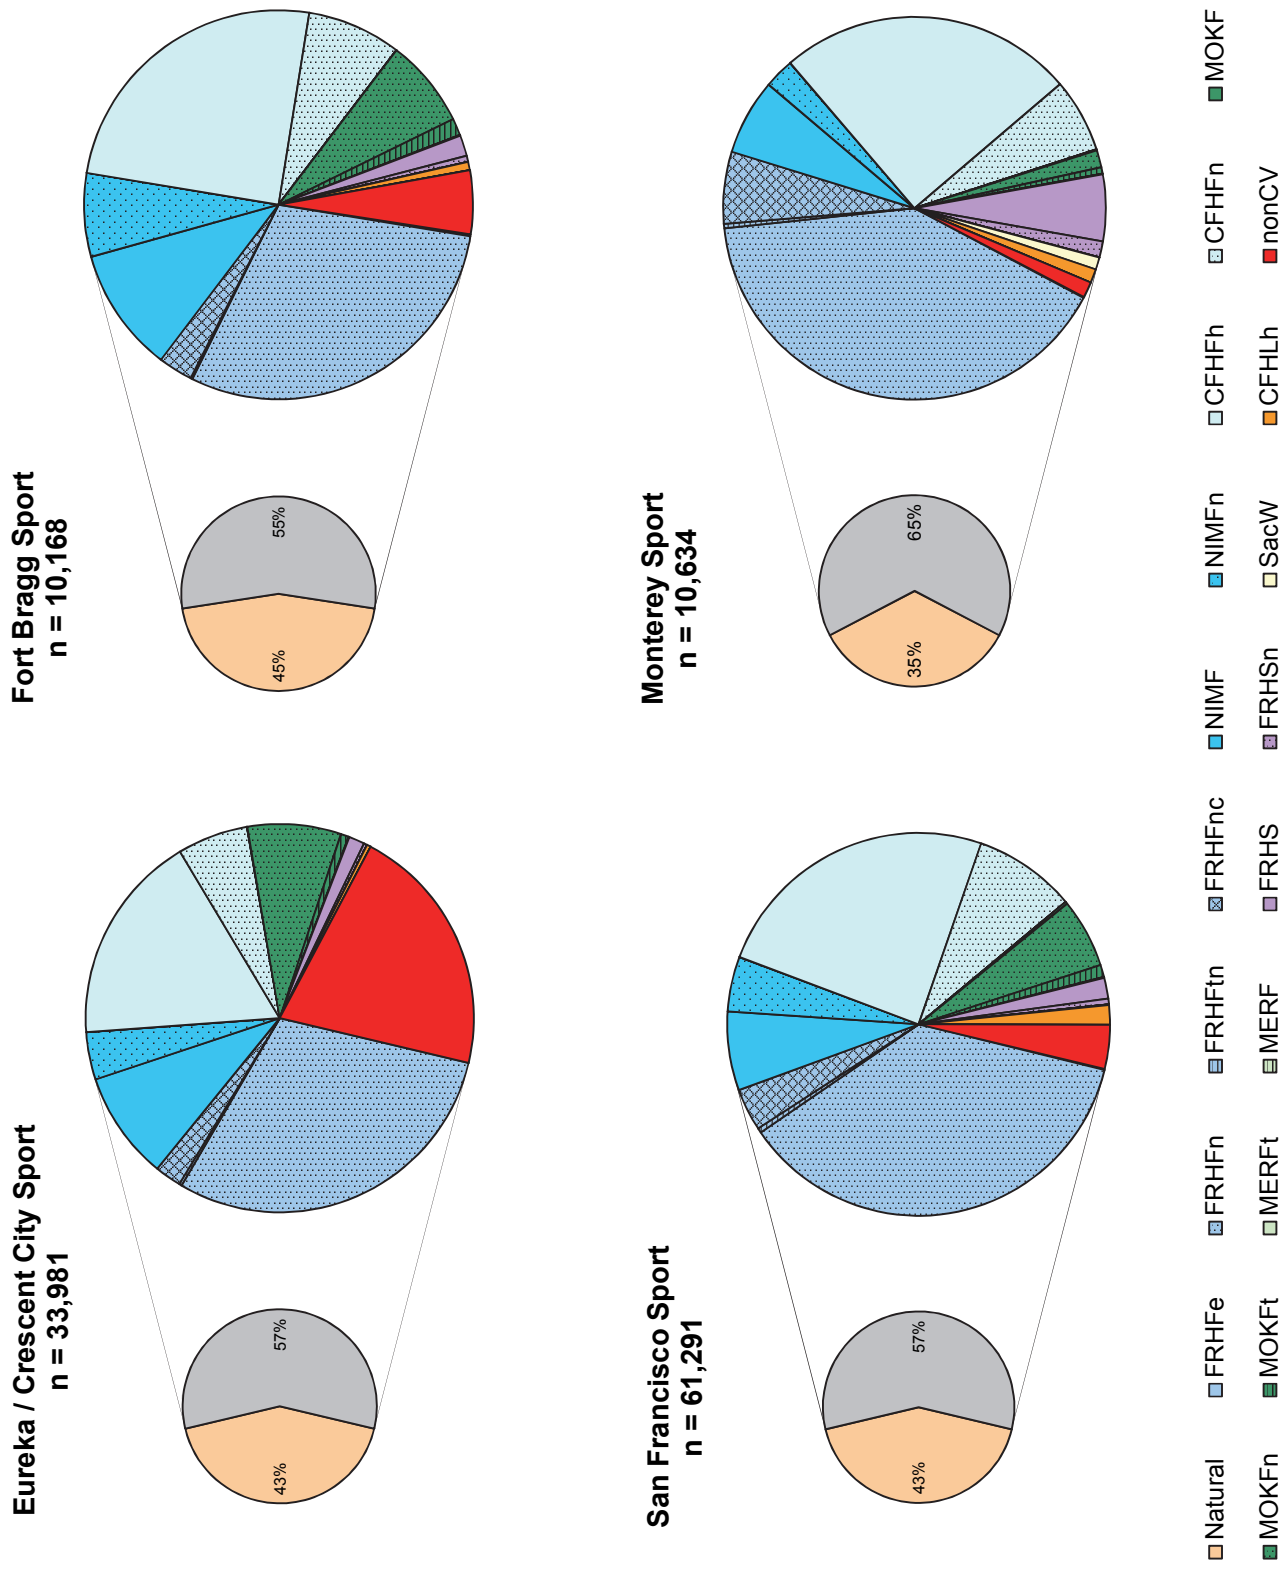 Eureka / Crescent City Sport
n = 33,981
43%
57%
Fort Bragg Sport
n = 10,168
45%
55%
San Francisco Sport
n = 61,291
43%
57%
Monterey Sport
n = 10,634
35%
65%
Natural FRHFe FRHFn FRHFtn FRHFnc NIMF NIMFn CFHFh CFHFn MOKF
MOKFn MOKFt MERFt MERF FRHS FRHSn SacW CFHLh nonCV